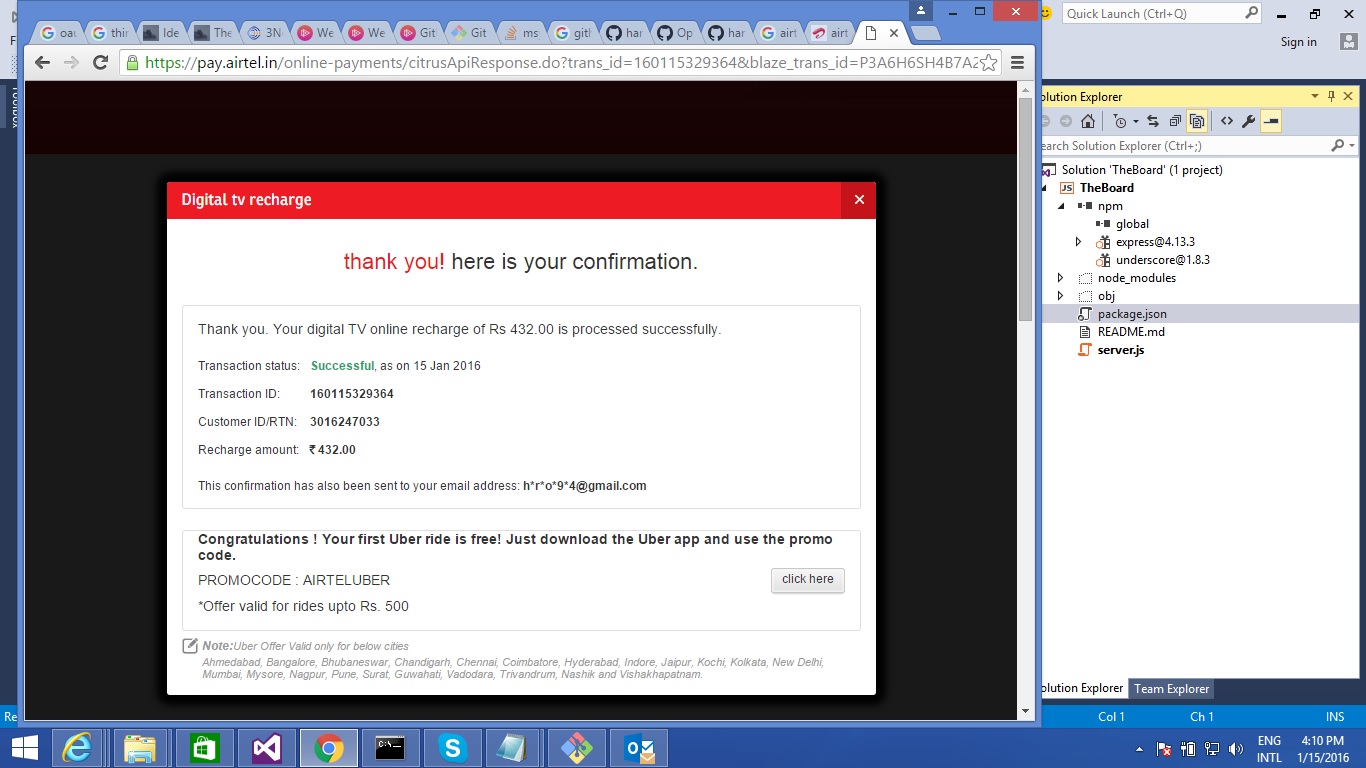 oau
thir
Ide
The
3No
We
We
Git
Git
ms
gitl
har
Op
har
airt
airt
Quick Launch (Ctrl+Q)
Sign in
https://pay.airtel.in/online-payments/citrusApiResponse.do?trans_id=160115329364&blaze_trans_id=P3A6H6SH4B7A2
olution Explorer
earch Solution Explorer (Ctrl+;)
Solution 'TheBoard' (1 project)
JS TheBoard
npm
global
express@4.13.3
underscore@1.8.3
node_modules
obj
package.json
README.md
server.js
Digital tv recharge
thank you! here is your confirmation.
Thank you. Your digital TV online recharge of Rs 432.00 is processed successfully.
Transaction status: Successful, as on 15 Jan 2016
Transaction ID: 160115329364
Customer ID/RTN: 3016247033
Recharge amount: ₹ 432.00
This confirmation has also been sent to your email address: h*r*o*9*4@gmail.com
Congratulations ! Your first Uber ride is free! Just download the Uber app and use the promo
code.
PROMOCODE : AIRTELUBER
click here
*Offer valid for rides upto Rs. 500
Note:Uber Offer Valid only for below cities
Ahmedabad, Bangalore, Bhubaneswar, Chandigarh, Chennai, Coimbatore, Hyderabad, Indore, Jaipur, Kochi, Kolkata, New Delhi,
Mumbai, Mysore, Nagpur, Pune, Surat, Guwahati, Vadodara, Trivandrum, Nashik and Vishakhapatnam.
olution Explorer Team Explorer
Re
Col 1 Ch 1 INS
ENG
INTL
4:10 PM
1/15/2016